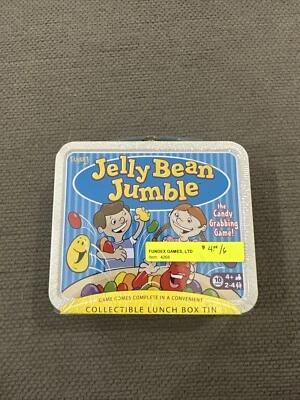 Jelly Bean
Jumble
the
Candy
Grabbing
Game!
FUNDEX GAMES, LTD
Item: 4268
4+
2-4
GAME COMES COMPLETE IN A CONVENIENT
COLLECTIBLE LUNCH BOX TIN